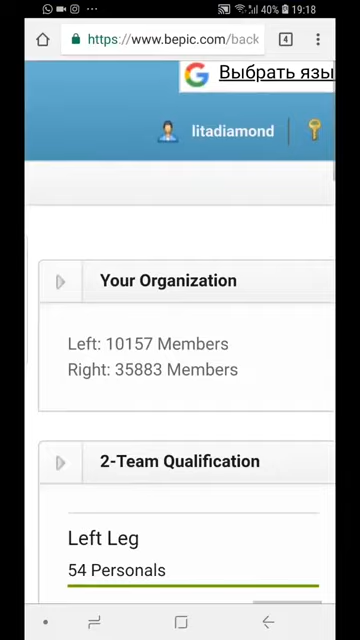 40% 19:18
https://www.bepic.com/back
4
Выбрать язы
litadiamond
Your Organization
Left: 10157 Members
Right: 35883 Members
2-Team Qualification
Left Leg
54 Personals